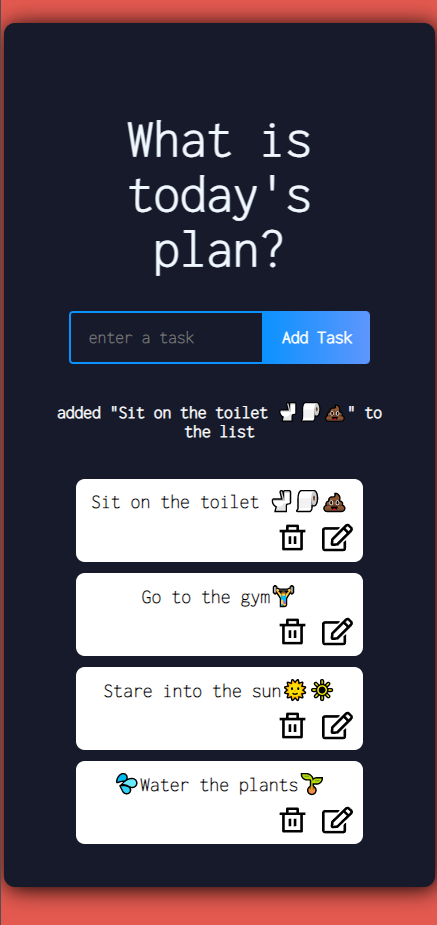 What is
today's
plan?
enter a task
Add Task
added "Sit on the toilet 🚽🧻💩" to
the list
Sit on the toilet 🚽🧻💩
Go to the gym🏋️
Stare into the sun🌞☀️
💦Water the plants🌱